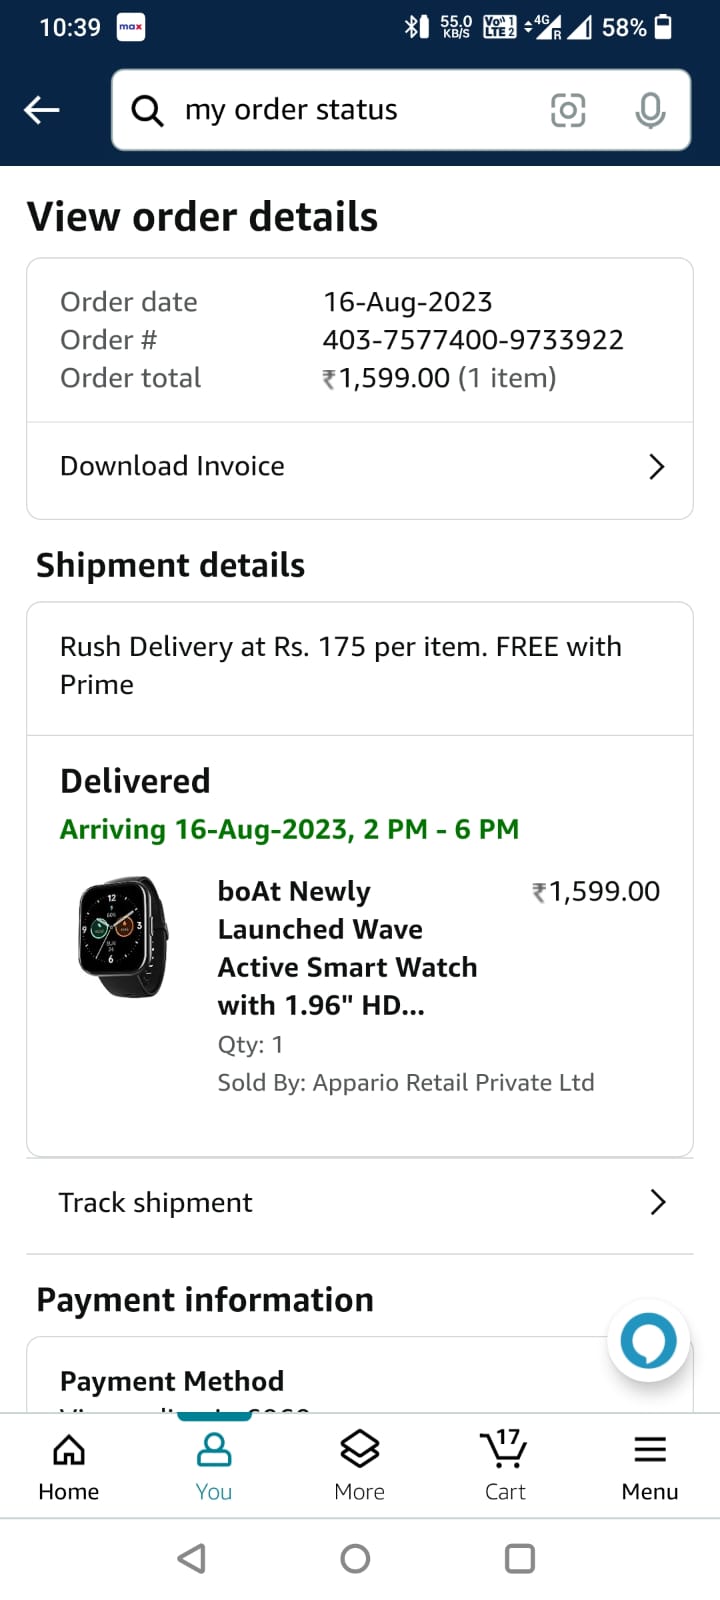 10:39 max 55.0 KB/S Vo 1 LTE 2 4G R 58%
my order status
View order details
Order date 16-Aug-2023
Order # 403-7577400-9733922
Order total ₹1,599.00 (1 item)
Download Invoice
Shipment details
Rush Delivery at Rs. 175 per item. FREE with
Prime
Delivered
Arriving 16-Aug-2023, 2 PM - 6 PM
boAt Newly ₹1,599.00
Launched Wave
Active Smart Watch
with 1.96" HD...
Qty: 1
Sold By: Appario Retail Private Ltd
Track shipment
Payment information
Payment Method
17
Home You More Cart Menu